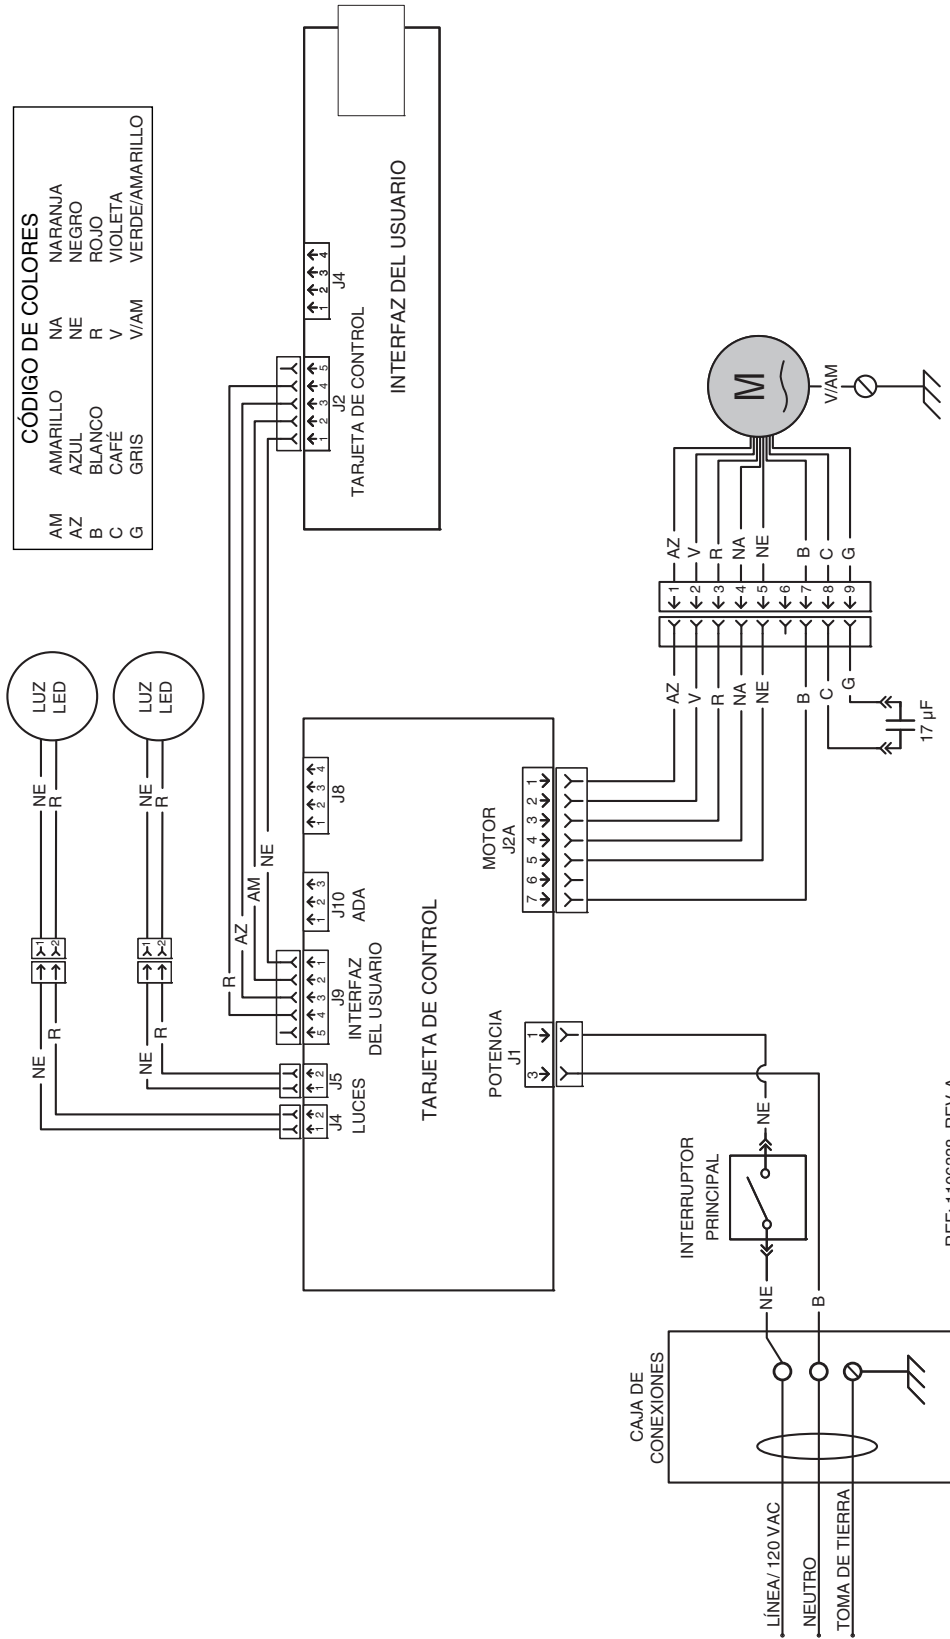 CÓDIGO DE COLORES
AM AMARILLO NA NARANJA
AZ AZUL NE NEGRO
B BLANCO R ROJO
C CAFÉ V VIOLETA
G GRIS V/AM VERDE/AMARILLO
LUZ
LED
NE
NE
R
R
1
2
LUZ
LED
NE
NE
R
R
1
2
R
AZ
AM
NE
1 2
J4
1 2
J5
LUCES
5 4 3 2 1
J9
INTERFAZ
DEL USUARIO
1 2 3
J10
ADA
1 2 3 4
J8
TARJETA DE CONTROL
POTENCIA
J1
3 1
MOTOR
J2A
7 6 5 4 3 2 1
1 2 3 4 5
J2
TARJETA DE CONTROL
1 2 3 4
J4
INTERFAZ DEL USUARIO
CAJA DE
CONEXIONES
LÍNEA/ 120 VAC
NEUTRO
TOMA DE TIERRA
INTERRUPTOR
PRINCIPAL
NE
NE
B
AZ 1 AZ
V 2 V
R 3 R
NA 4 NA
NE 5 NE
6
B 7 B
C 8 C
G 9 G
17 µF
M
V/AM